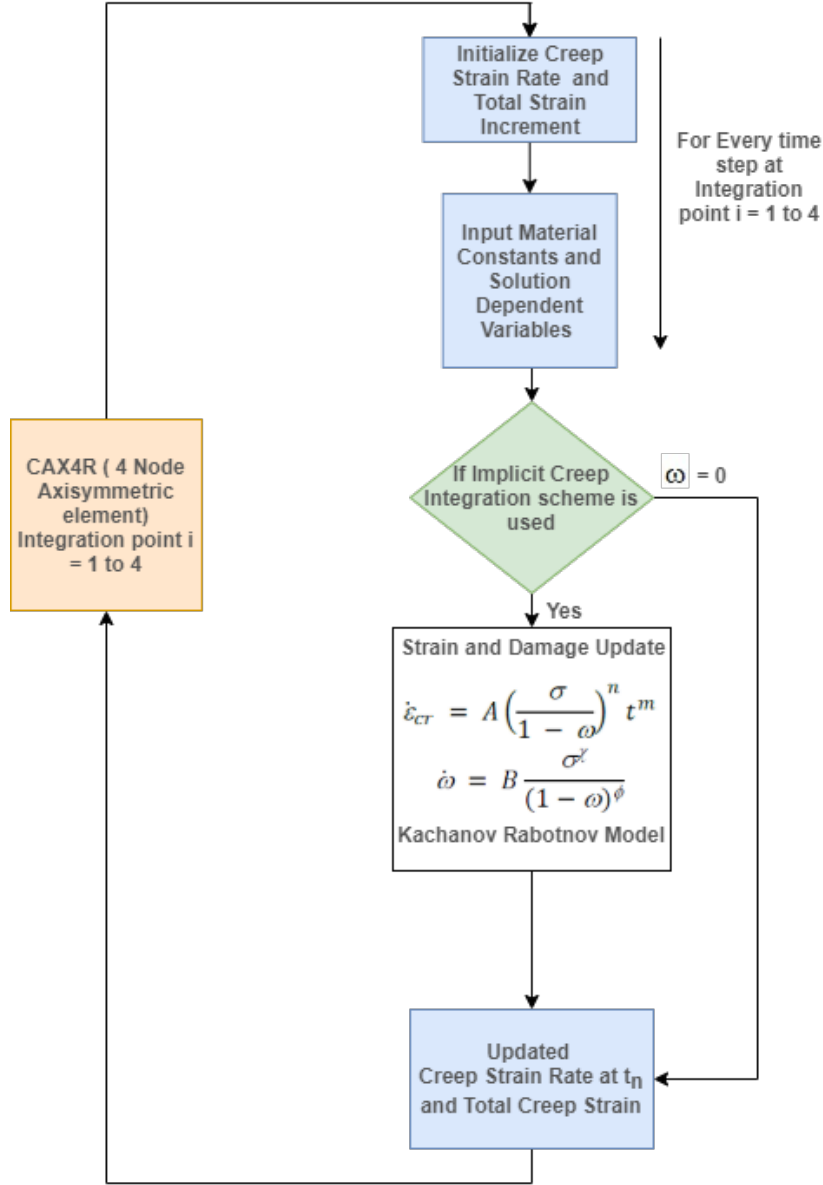 Initialize Creep
Strain Rate and
Total Strain
Increment
For Every time
step at
Integration
point i = 1 to 4
Input Material
Constants and
Solution
Dependent
Variables
CAX4R ( 4 Node
Axisymmetric
element)
Integration point i
= 1 to 4
If Implicit Creep
Integration scheme is
used
ω = 0
Yes
Strain and Damage Update
ε̇_cr = A(σ/(1 − ω))^n t^m
ω̇ = B σ^χ/(1 − ω)^ϕ
Kachanov Rabotnov Model
Updated
Creep Strain Rate at t_n
and Total Creep Strain